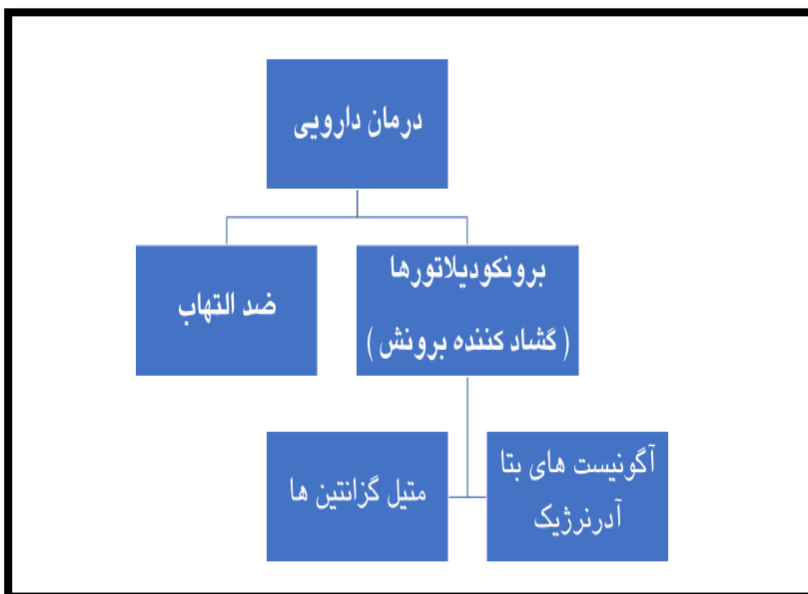 درمان دارویی
برونکودیلاتورها
( گشاد کننده برونش )
ضد التهاب
آگونیست های بتا
آدرنرژیک
متیل گزانتین ها